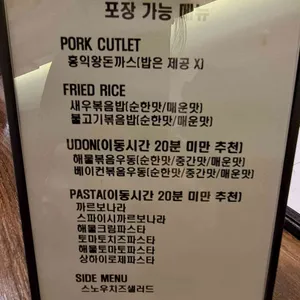 포장 가능 메뉴
PORK CUTLET
홍익왕돈까스(밥은 제공 X)
FRIED RICE
새우볶음밥(순한맛/매운맛)
불고기볶음밥(순한맛/매운맛)
UDON(이동시간 20분 미만 추천)
해물볶음우동(순한맛/중간맛/매운맛)
베이컨볶음우동(순한맛/중간맛/매운맛)
PASTA(이동시간 20분 미만 추천)
까르보나라
스파이시까르보나라
해물크림파스타
토마토치즈파스타
해물토마토파스타
상하이로제파스타
SIDE MENU
스노우치즈샐러드